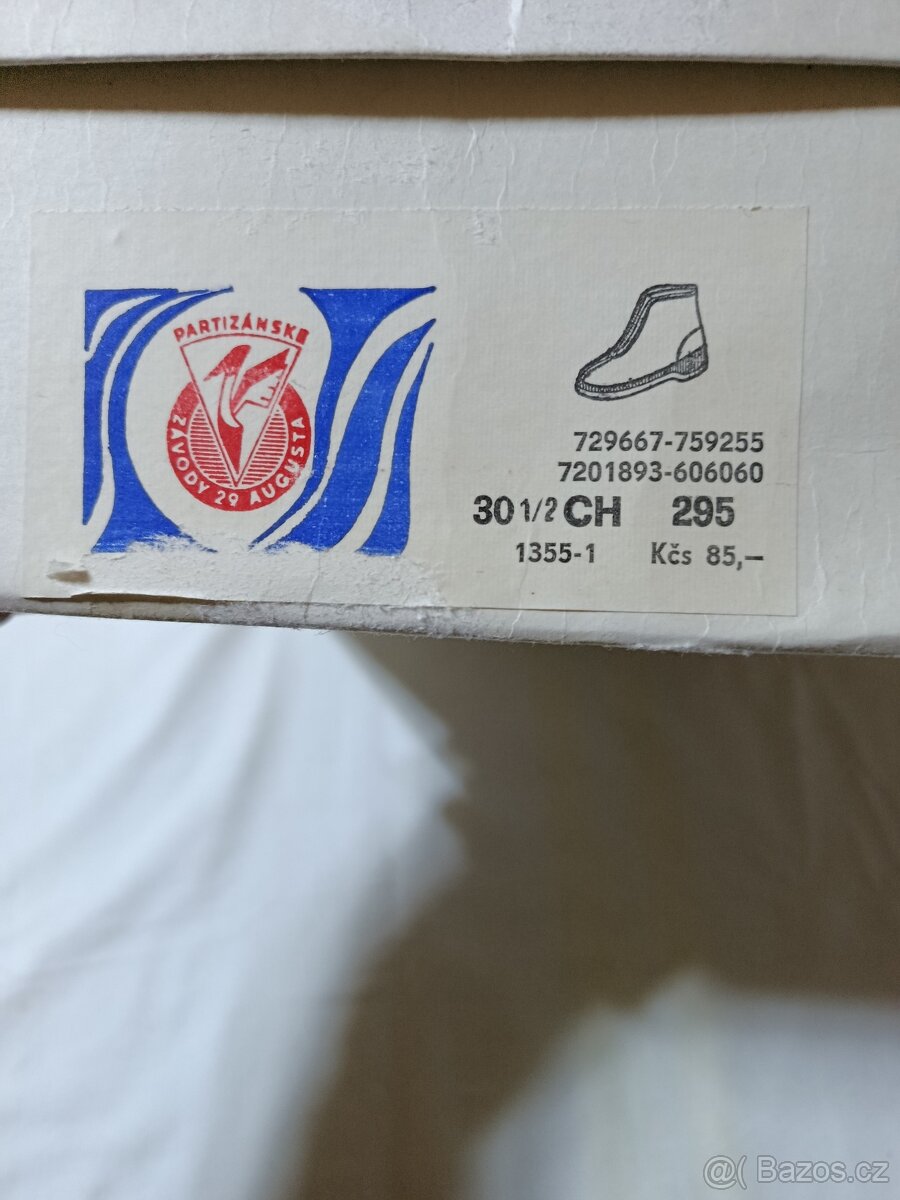 PARTIZÁNSKE
ZÁVODY 29 AUGUSTA
729667-759255
7201893-606060
30 1/2 CH 295
1355-1 Kčs 85,—
@( Bazos.cz